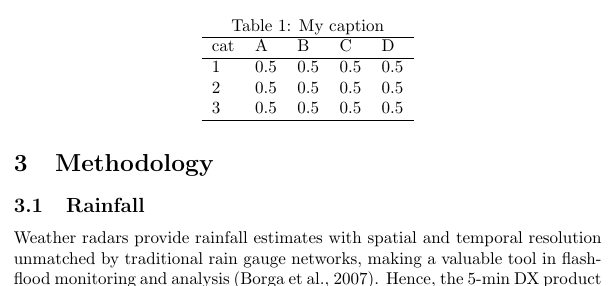 Table 1: My caption
cat A B C D
1 0.5 0.5 0.5 0.5
2 0.5 0.5 0.5 0.5
3 0.5 0.5 0.5 0.5
3 Methodology
3.1 Rainfall
Weather radars provide rainfall estimates with spatial and temporal resolution
unmatched by traditional rain gauge networks, making a valuable tool in flash-
flood monitoring and analysis (Borga et al., 2007). Hence, the 5-min DX product